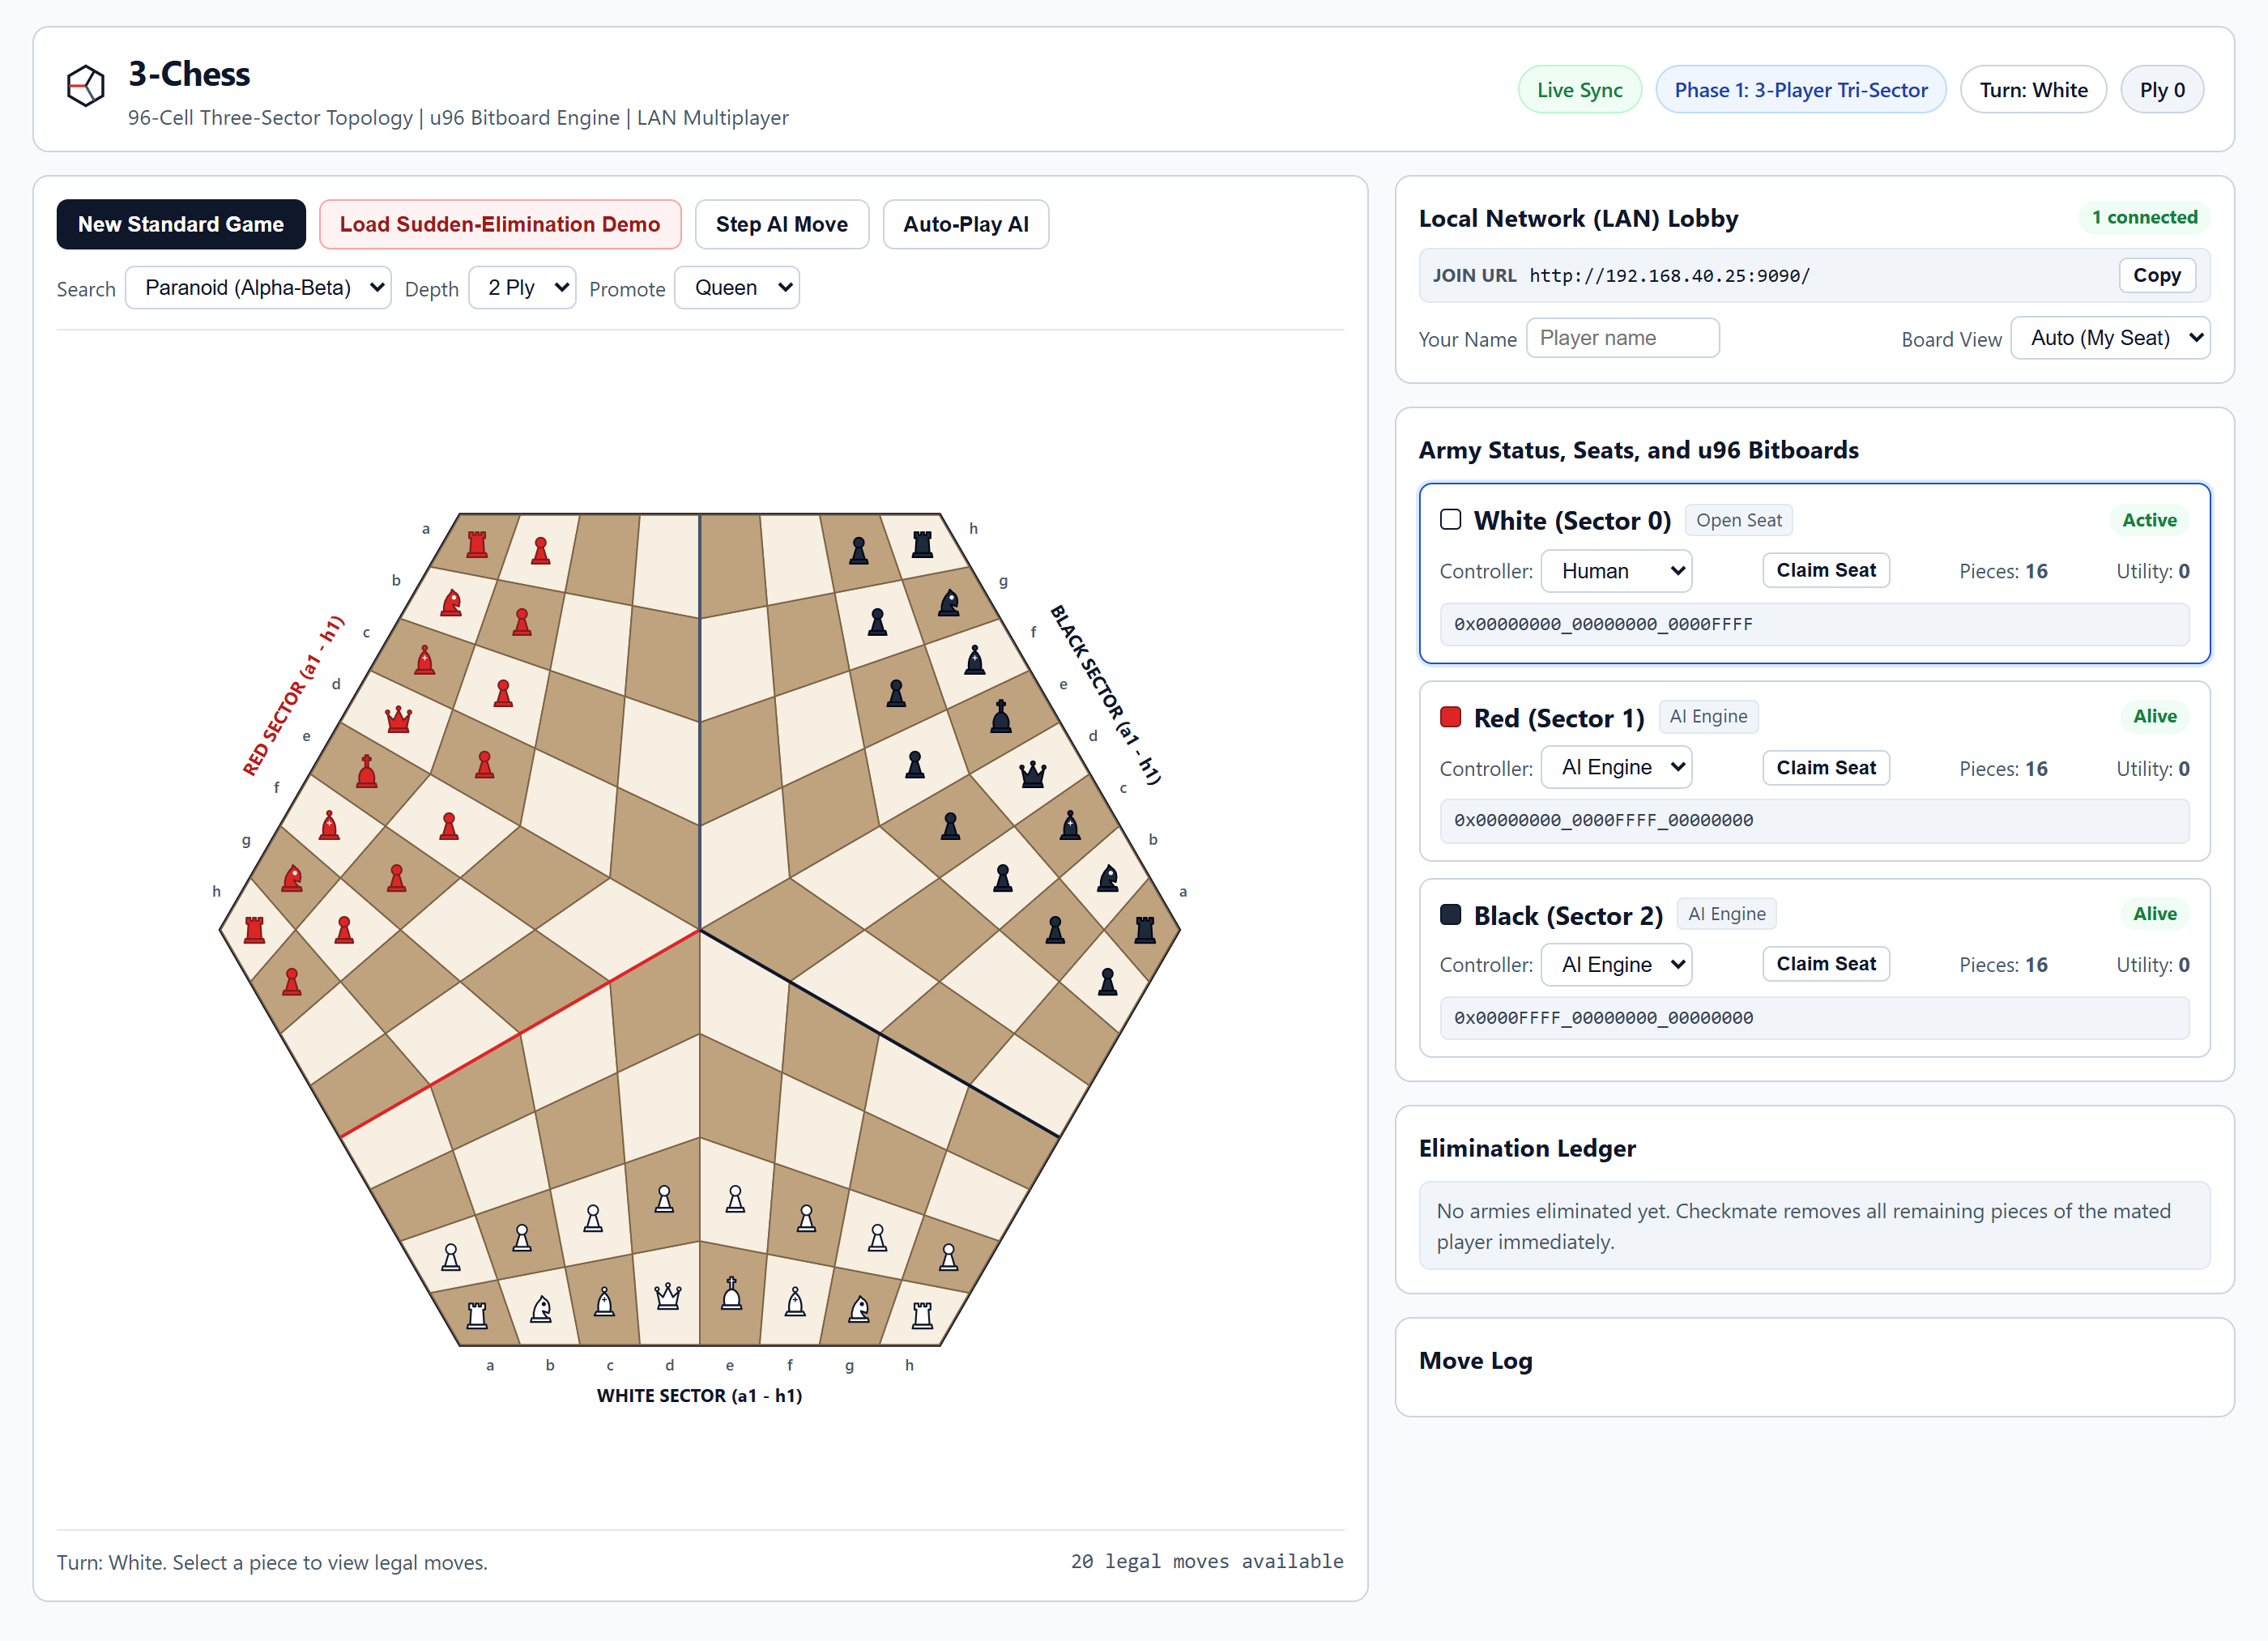 3-Chess
96-Cell Three-Sector Topology | u96 Bitboard Engine | LAN Multiplayer
Live Sync
Phase 1: 3-Player Tri-Sector
Turn: White
Ply 0
New Standard Game
Load Sudden-Elimination Demo
Step AI Move
Auto-Play AI
Search Paranoid (Alpha-Beta) Depth 2 Ply Promote Queen
a
b
c
d
e
f
g
h
RED SECTOR (a1 - h1)
h
g
f
e
d
c
b
a
BLACK SECTOR (a1 - h1)
a b c d e f g h
WHITE SECTOR (a1 - h1)
Turn: White. Select a piece to view legal moves.
20 legal moves available
Local Network (LAN) Lobby
1 connected
JOIN URL http://192.168.40.25:9090/ Copy
Your Name Player name Board View Auto (My Seat)
Army Status, Seats, and u96 Bitboards
White (Sector 0) Open Seat Active
Controller: Human Claim Seat Pieces: 16 Utility: 0
0x00000000_00000000_0000FFFF
Red (Sector 1) AI Engine Alive
Controller: AI Engine Claim Seat Pieces: 16 Utility: 0
0x00000000_0000FFFF_00000000
Black (Sector 2) AI Engine Alive
Controller: AI Engine Claim Seat Pieces: 16 Utility: 0
0x0000FFFF_00000000_00000000
Elimination Ledger
No armies eliminated yet. Checkmate removes all remaining pieces of the mated
player immediately.
Move Log